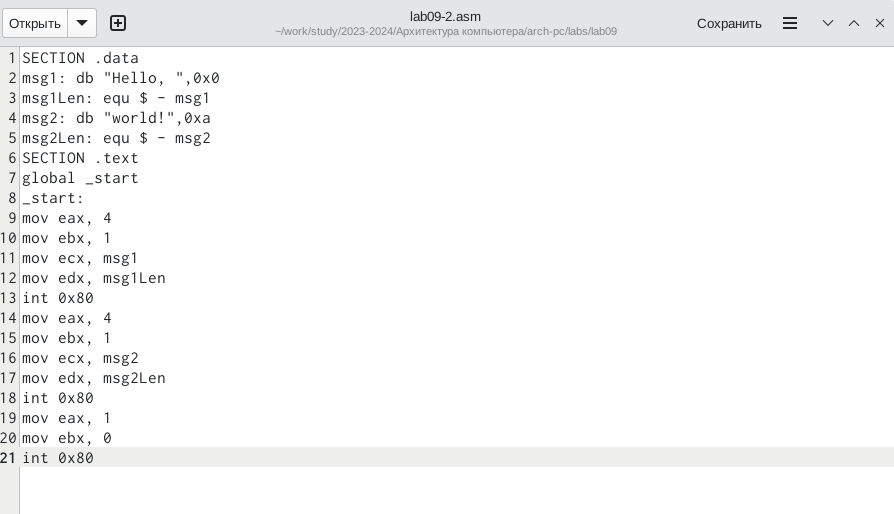 Открыть
lab09-2.asm
~/work/study/2023-2024/Архитектура компьютера/arch-pc/labs/lab09
Сохранить
1 SECTION .data
2 msg1: db "Hello, ",0x0
3 msg1Len: equ $ - msg1
4 msg2: db "world!",0xa
5 msg2Len: equ $ - msg2
6 SECTION .text
7 global _start
8 _start:
9 mov eax, 4
10 mov ebx, 1
11 mov ecx, msg1
12 mov edx, msg1Len
13 int 0x80
14 mov eax, 4
15 mov ebx, 1
16 mov ecx, msg2
17 mov edx, msg2Len
18 int 0x80
19 mov eax, 1
20 mov ebx, 0
21 int 0x80